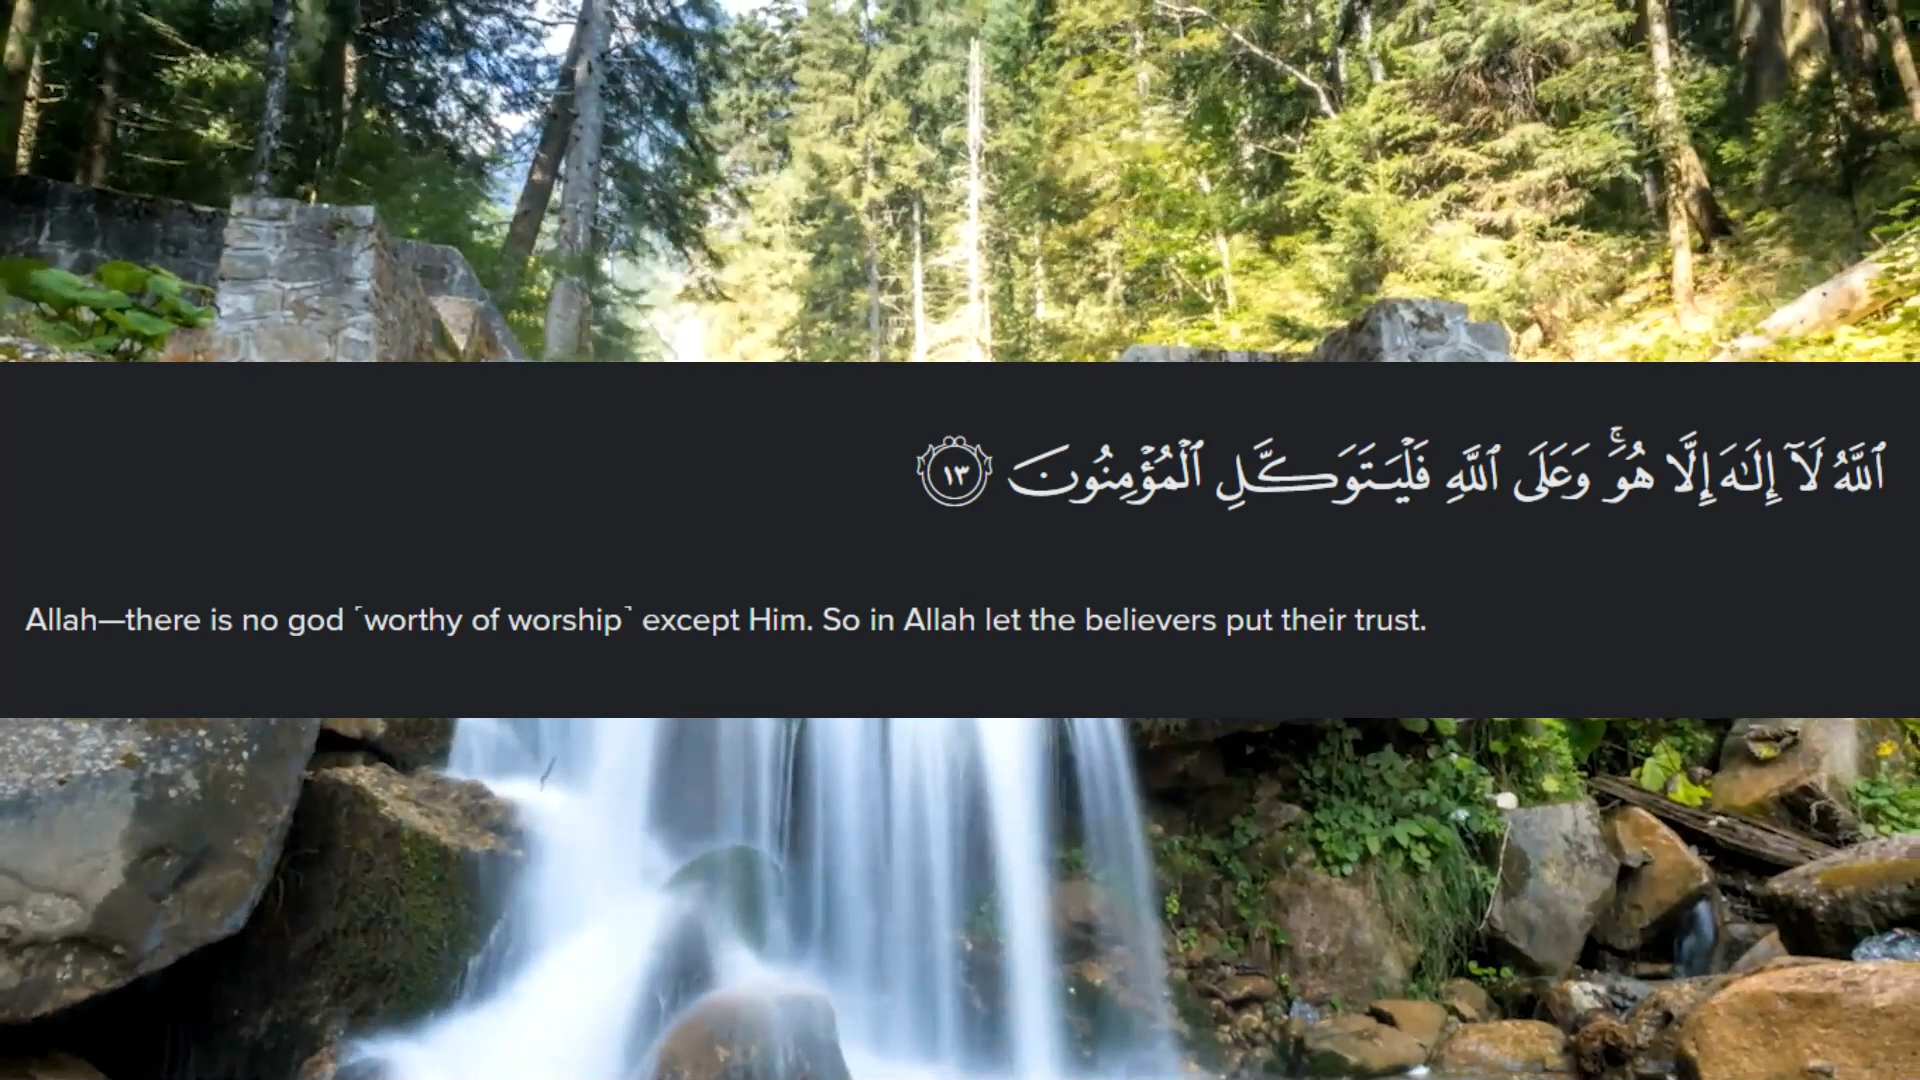 ٱللَّهُ لَآ إِلَـٰهَ إِلَّا هُوَ ۚ وَعَلَى ٱللَّهِ فَلْيَتَوَكَّلِ ٱلْمُؤْمِنُونَ ١٣
Allah—there is no god ˹worthy of worship˺ except Him. So in Allah let the believers put their trust.